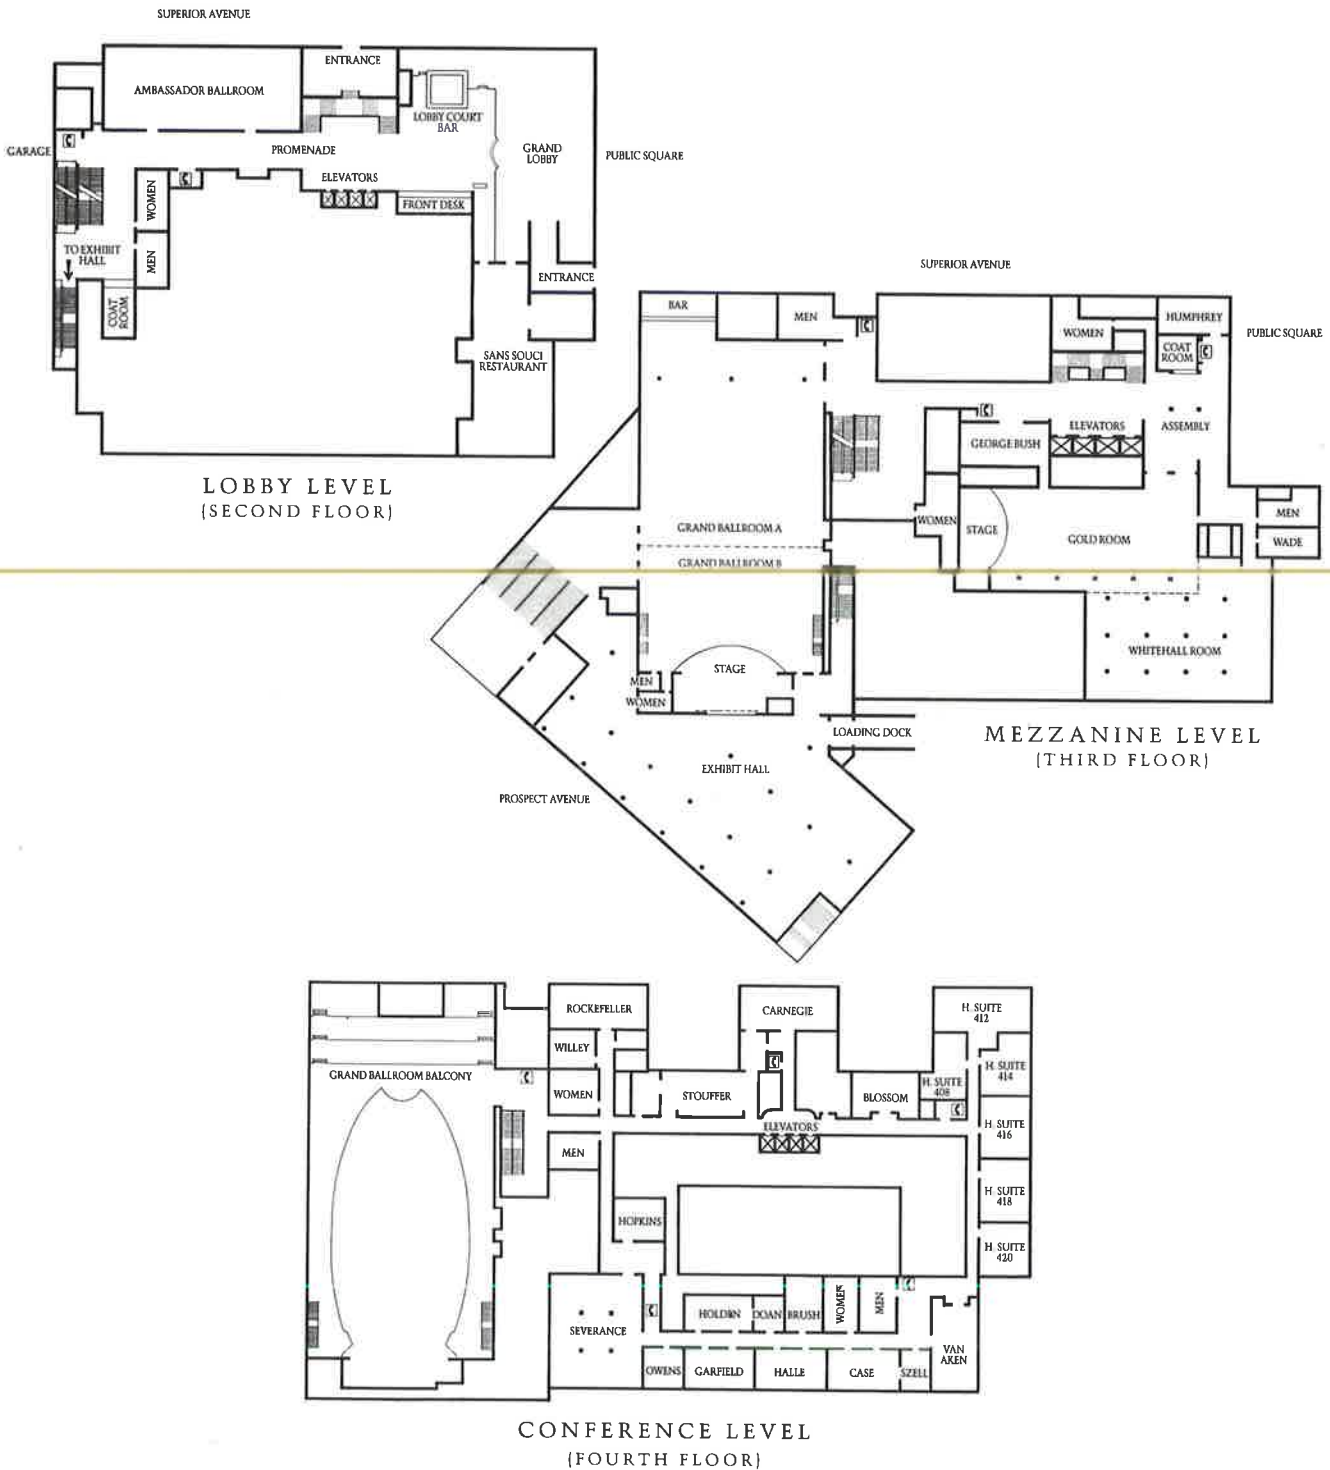 SUPERIOR AVENUE
ENTRANCE
AMBASSADOR BALLROOM
LOBBY COURT
BAR
GARAGE
PROMENADE
GRAND
LOBBY
PUBLIC SQUARE
ELEVATORS
WOMEN
FRONT DESK
TO EXHIBIT
HALL
MEN
ENTRANCE
COAT
ROOM
SANS SOUCI
RESTAURANT
LOBBY LEVEL
(SECOND FLOOR)
SUPERIOR AVENUE
BAR
MEN
WOMEN
HUMPHREY
PUBLIC SQUARE
COAT
ROOM
ELEVATORS
ASSEMBLY
GEORGE BUSH
GRAND BALLROOM A
WOMEN
STAGE
GOLD ROOM
MEN
WADE
GRAND BALLROOM B
WHITEHALL ROOM
STAGE
MEN
WOMEN
LOADING DOCK
EXHIBIT HALL
PROSPECT AVENUE
MEZZANINE LEVEL
(THIRD FLOOR)
ROCKEFELLER
CARNEGIE
H. SUITE
412
WILLEY
GRAND BALLROOM BALCONY
H. SUITE
414
WOMEN
STOUFFER
BLOSSOM
H. SUITE
408
ELEVATORS
H. SUITE
416
MEN
H. SUITE
418
HOPKINS
H. SUITE
420
HOLDEN
DOAN
BRUSH
WOMEN
MEN
SEVERANCE
VAN
AKEN
OWENS
GARFIELD
HALLE
CASE
SZELL
CONFERENCE LEVEL
(FOURTH FLOOR)